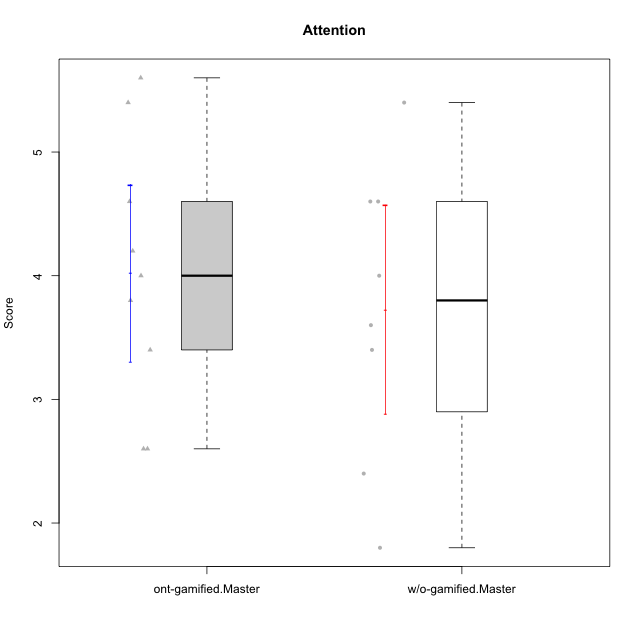 Attention
Score
5
4
3
2
ont-gamified.Master
w/o-gamified.Master